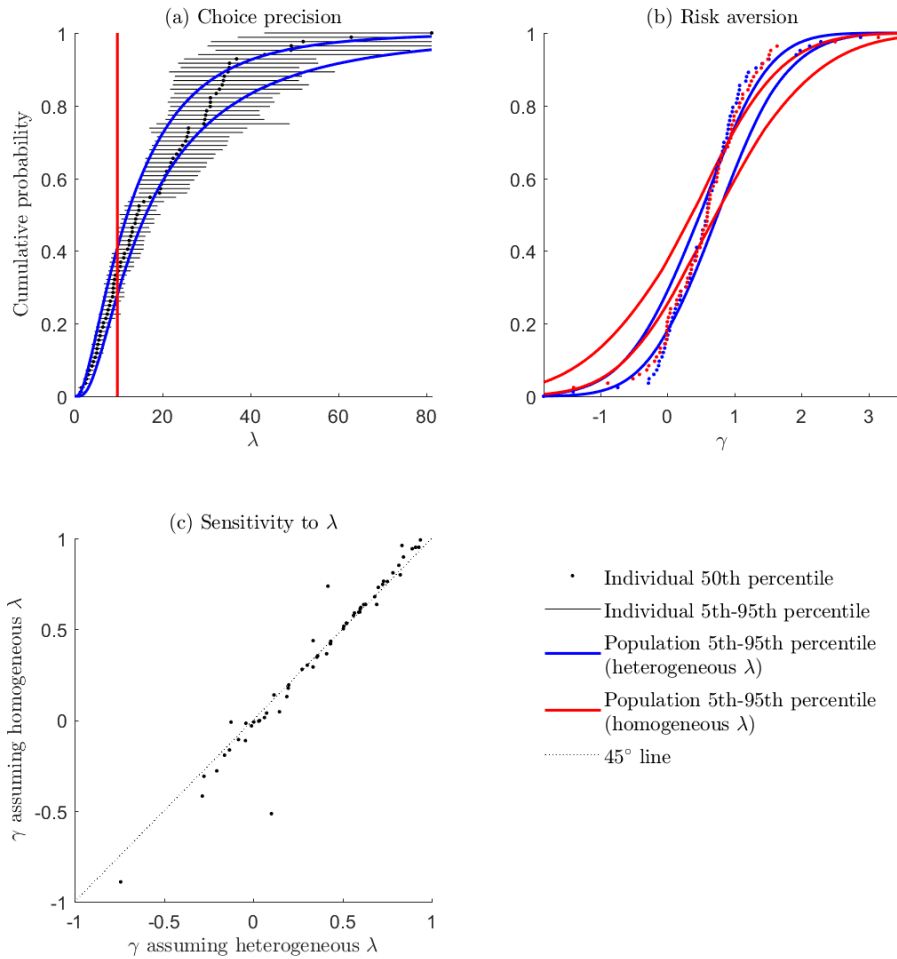 (a) Choice precision
Cumulative probability
1
0.8
0.6
0.4
0.2
0
0
20
40
60
80
λ
(b) Risk aversion
1
0.8
0.6
0.4
0.2
0
-1
0
1
2
3
γ
(c) Sensitivity to λ
γ assuming homogeneous λ
1
0.5
0
-0.5
-1
-1
-0.5
0
0.5
1
γ assuming heterogeneous λ
Individual 50th percentile
Individual 5th-95th percentile
Population 5th-95th percentile
(heterogeneous λ)
Population 5th-95th percentile
(homogeneous λ)
45° line